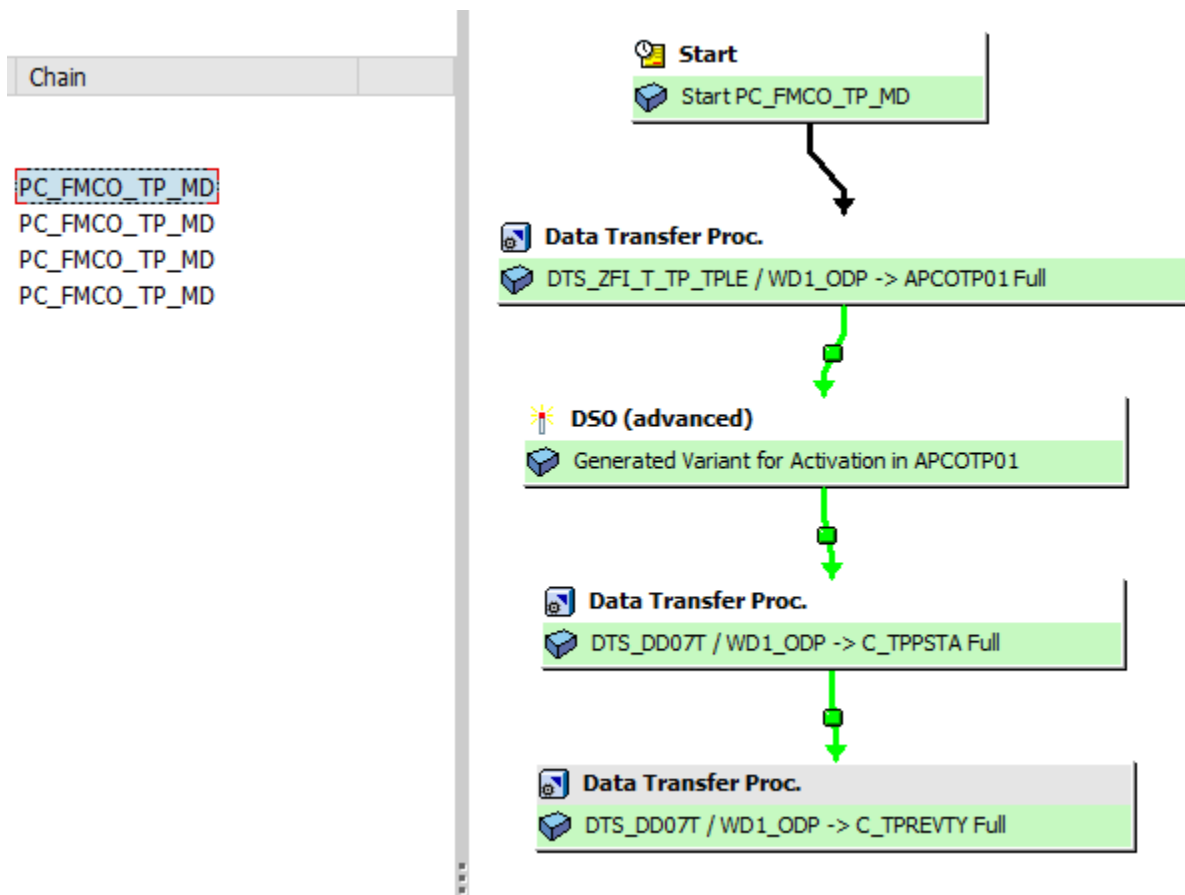 Chain
PC_FMCO_TP_MD
PC_FMCO_TP_MD
PC_FMCO_TP_MD
PC_FMCO_TP_MD
Start
Start PC_FMCO_TP_MD
Data Transfer Proc.
DTS_ZFI_T_TP_TPLE / WD1_ODP -> APCOTP01 Full
DSO (advanced)
Generated Variant for Activation in APCOTP01
Data Transfer Proc.
DTS_DD07T / WD1_ODP -> C_TPPSTA Full
Data Transfer Proc.
DTS_DD07T / WD1_ODP -> C_TPREVTY Full